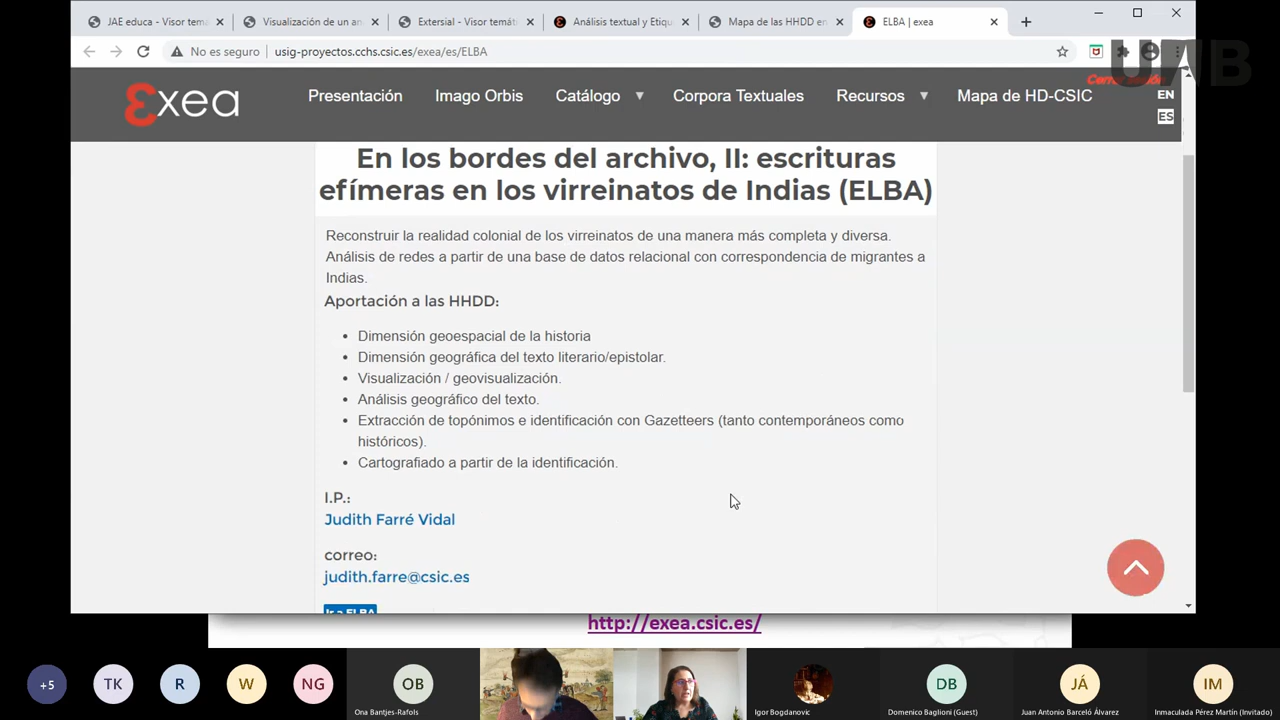 JAE educa - Visor tem
Visualización de un an
Extersial - Visor temát
Análisis textual y Etiqu
Mapa de las HHDD en
ELBA | exea
No es seguro
usig-proyectos.cchs.csic.es/exea/es/ELBA
UAB
Cerrar sesión
exea
Presentación
Imago Orbis
Catálogo
Corpora Textuales
Recursos
Mapa de HD-CSIC
EN
ES
En los bordes del archivo, II: escrituras
efímeras en los virreinatos de Indias (ELBA)
Reconstruir la realidad colonial de los virreinatos de una manera más completa y diversa.
Análisis de redes a partir de una base de datos relacional con correspondencia de migrantes a
Indias.
Aportación a las HHDD:
• Dimensión geoespacial de la historia
• Dimensión geográfica del texto literario/epistolar.
• Visualización / geovisualización.
• Análisis geográfico del texto.
• Extracción de topónimos e identificación con Gazetteers (tanto contemporáneos como
históricos).
• Cartografiado a partir de la identificación.
I.P.:
Judith Farré Vidal
correo:
judith.farre@csic.es
Ir a ELBA
http://exea.csic.es/
+5
TK
R
W
NG
OB
Ona Bantjes-Rafols
Igor Bogdanovic
DB
Domenico Baglioni (Guest)
JÁ
Juan Antonio Barceló Álvarez
IM
Inmaculada Pérez Martín (Invitado)